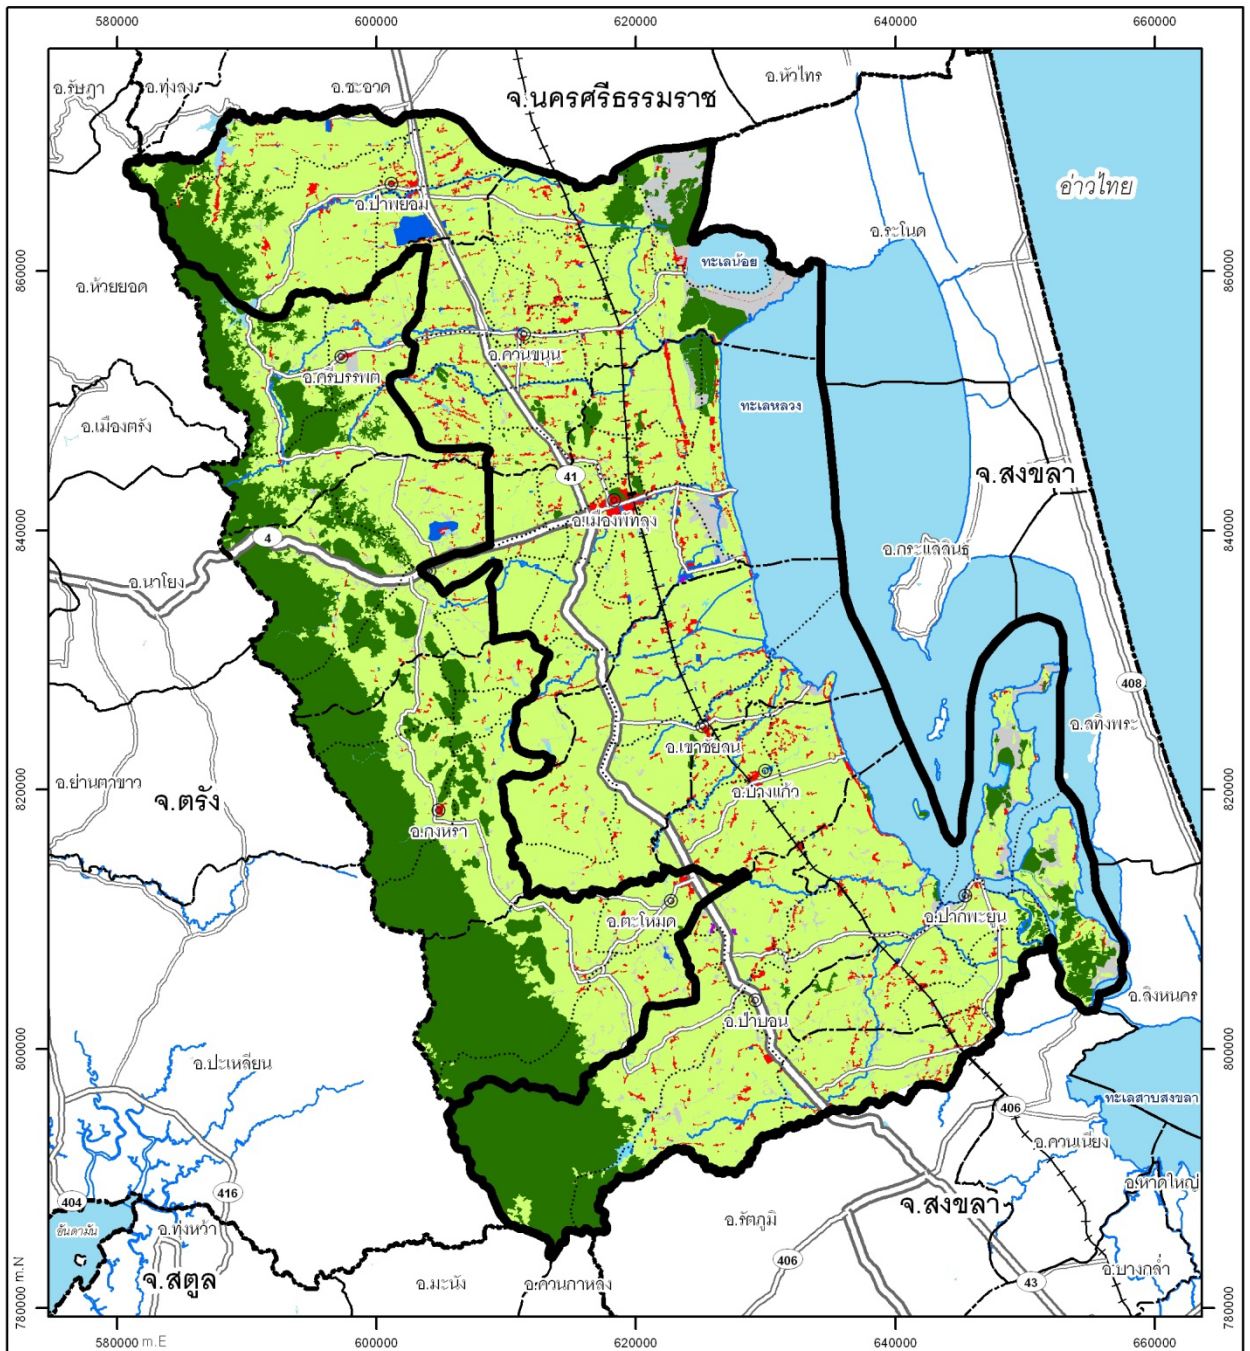 580000
600000
620000
640000
660000
อ.รัษฎา
อ.ทุ่งสง
อ.ชะอวด
อ.หัวไทร
จ.นครศรีธรรมราช
อ่าวไทย
อ.ป่าพยอม
อ.ระโนด
860000
ทะเลน้อย
860000
อ.ห้วยยอด
อ.ควนขนุน
อ.ศรีบรรพต
ทะเลหลวง
อ.เมืองตรัง
41
จ.สงขลา
อ.เมืองพัทลุง
840000
4
840000
อ.กระแสสินธุ์
อ.นาโยง
408
อ.สทิงพระ
อ.เขาชัยสน
อ.ย่านตาขาว
820000
อ.บางแก้ว
820000
จ.ตรัง
อ.กงหรา
อ.ตะโหมด
อ.ปากพะยูน
อ.สิงหนคร
อ.ป่าบอน
800000
อ.ปะเหลียน
800000
ทะเลสาบสงขลา
406
อ.ควนเนียง
416
404
อ.หาดใหญ่
จ.สงขลา
อันดามัน
อ.ทุ่งหว้า
อ.รัตภูมิ
406
จ.สตูล
อ.มะนัง
อ.ควนกาหลง
43
อ.บางกล่ำ
780000 m.N
780000
580000 m.E
600000
620000
640000
660000